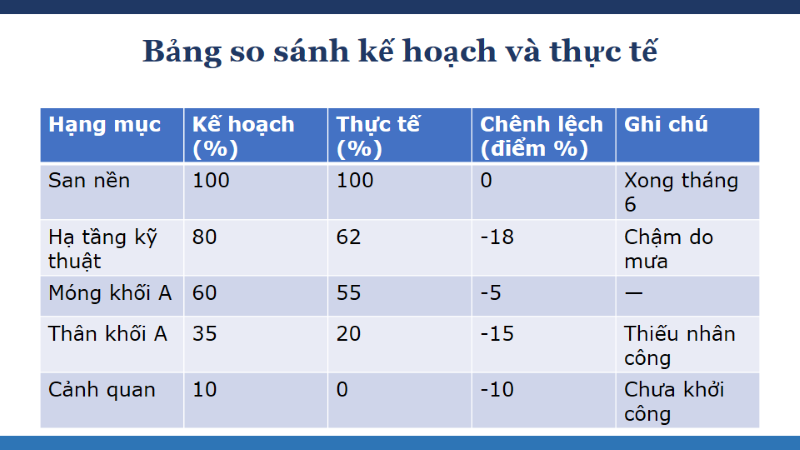 Bảng so sánh kế hoạch và thực tế
Hạng mục
Kế hoạch
(%)
Thực tế
(%)
Chênh lệch
(điểm %)
Ghi chú
San nền
100
100
0
Xong tháng
6
Hạ tầng kỹ
thuật
80
62
-18
Chậm do
mưa
Móng khối A
60
55
-5
—
Thân khối A
35
20
-15
Thiếu nhân
công
Cảnh quan
10
0
-10
Chưa khởi
công